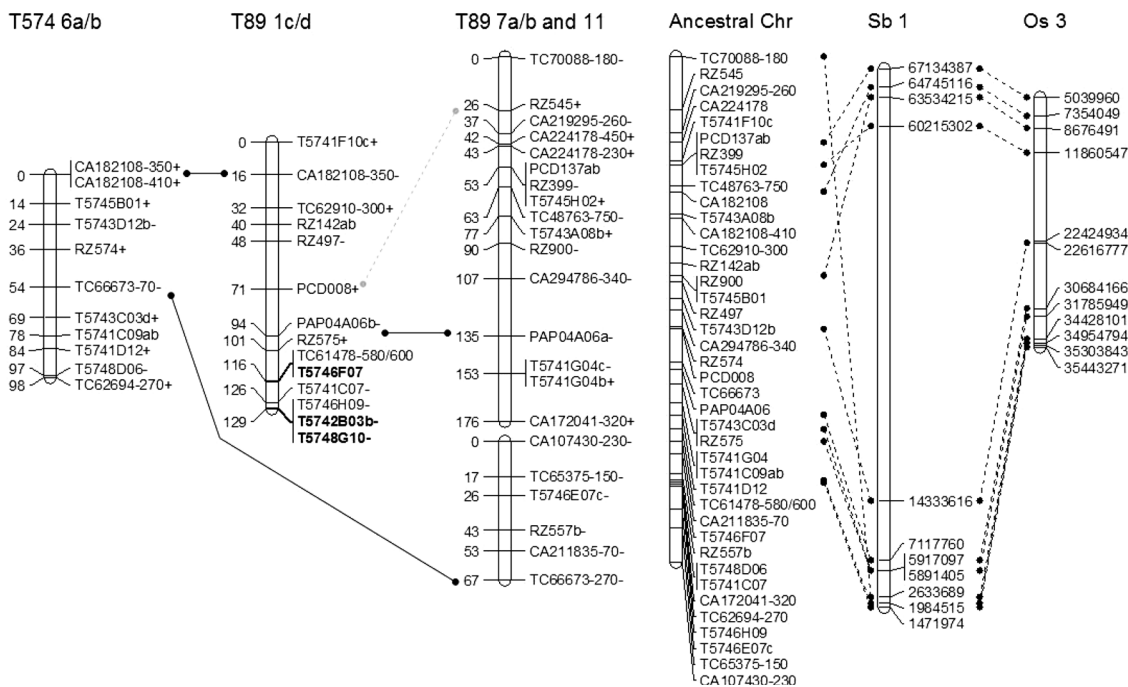 T574 6a/b
T89 1c/d
T89 7a/b and 11
Ancestral Chr
Sb 1
Os 3
0 CA182108-350+
CA182108-410+
14 T5745B01+
24 T5743D12b-
36 RZ574+
54 TC66673-70-
69 T5743C03d+
78 T5741C09ab
84 T5741D12+
97 T5748D06-
98 TC62694-270+
0 T5741F10c+
16 CA182108-350-
32 TC62910-300+
40 RZ142ab
48 RZ497-
71 PCD008+
94 PAP04A06b-
101 RZ575+
TC61478-580/600
116 T5746F07
126 T5741C07-
T5746H09-
129 T5742B03b-
T5748G10-
0 TC70088-180-
26 RZ545+
37 CA219295-260-
42 CA224178-450+
43 CA224178-230+
PCD137ab
53 RZ399-
T5745H02+
63 TC48763-750-
77 T5743A08b+
90 RZ900-
107 CA294786-340-
135 PAP04A06a-
153 T5741G04c-
T5741G04b+
176 CA172041-320+
0 CA107430-230-
17 TC65375-150-
26 T5746E07c-
43 RZ557b-
53 CA211835-70-
67 TC66673-270-
TC70088-180
RZ545
CA219295-260
CA224178
T5741F10c
PCD137ab
RZ399
T5745H02
TC48763-750
CA182108
T5743A08b
CA182108-410
TC62910-300
RZ142ab
RZ900
T5745B01
RZ497
T5743D12b
CA294786-340
RZ574
PCD008
TC66673
PAP04A06
T5743C03d
RZ575
T5741G04
T5741C09ab
T5741D12
TC61478-580/600
CA211835-70
T5746F07
RZ557b
T5748D06
T5741C07
CA172041-320
TC62694-270
T5746H09
T5746E07c
TC65375-150
CA107430-230
67134387
64745116
63534215
60215302
14333616
7117760
5917097
5891405
2633689
1984515
1471974
5039960
7354049
8676491
11860547
22424934
22616777
30684166
31785949
34428101
34954794
35303843
35443271